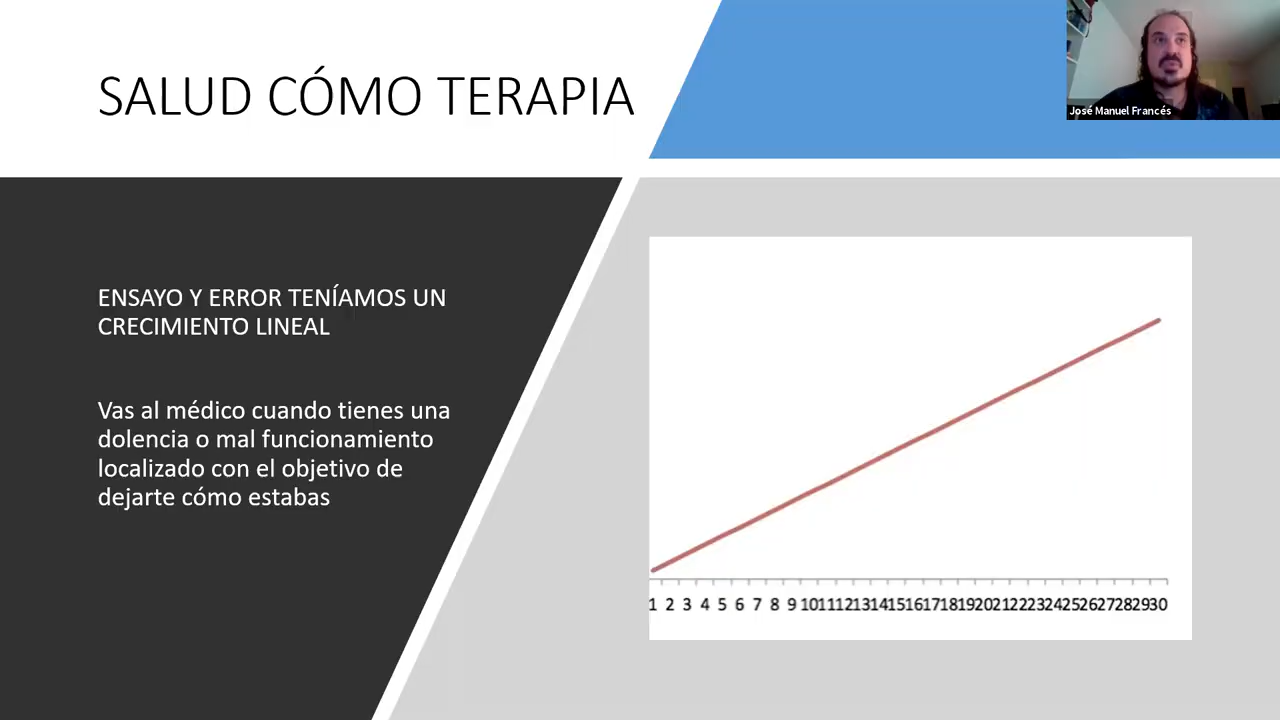 SALUD CÓMO TERAPIA
José Manuel Francés
ENSAYO Y ERROR TENÍAMOS UN
CRECIMIENTO LINEAL
Vas al médico cuando tienes una
dolencia o mal funcionamiento
localizado con el objetivo de
dejarte cómo estabas
1 2 3 4 5 6 7 8 9 10 11 12 13 14 15 16 17 18 19 20 21 22 23 24 25 26 27 28 29 30